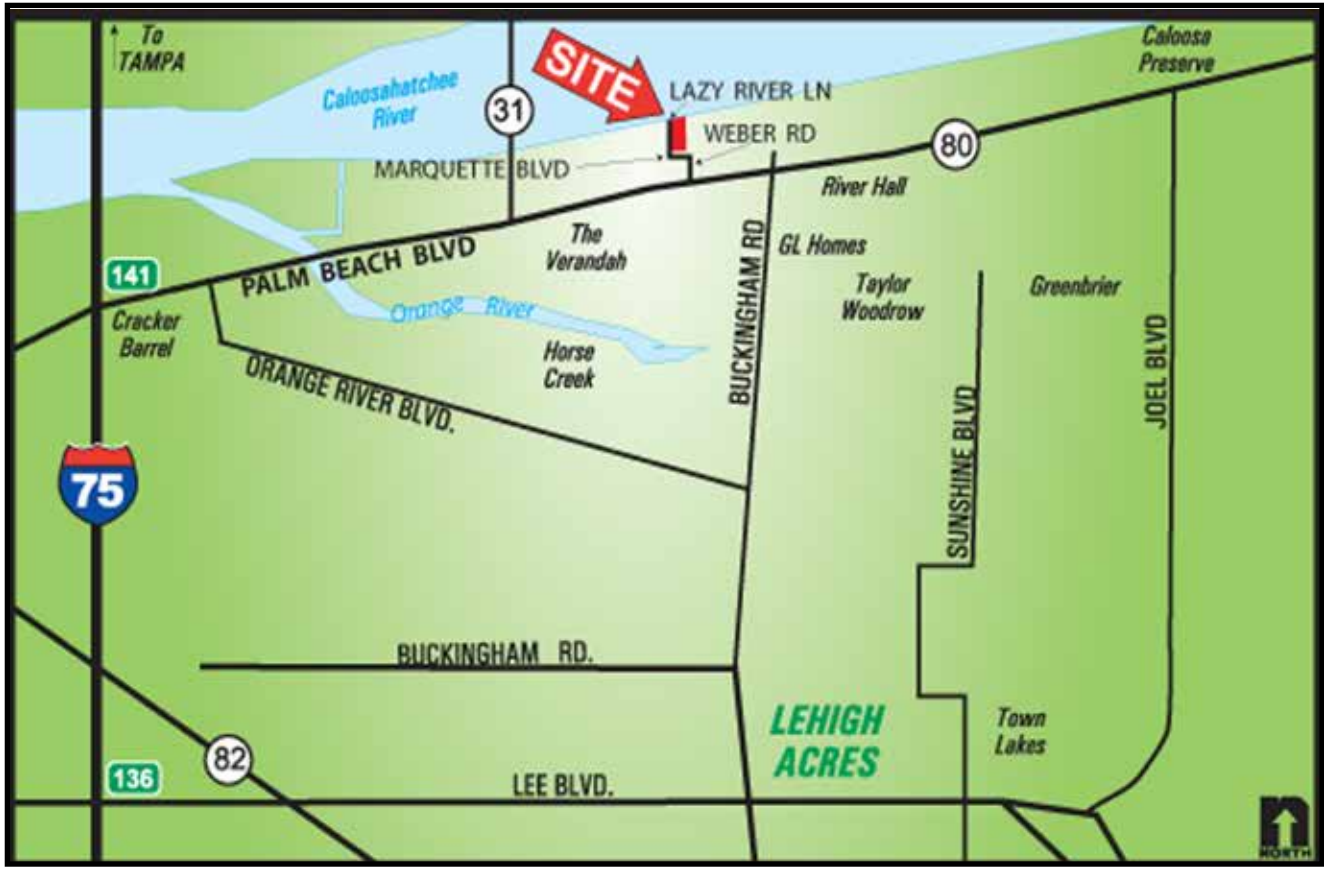 To
TAMPA
Caloosahatchee
River
31
SITE
LAZY RIVER LN
WEBER RD
MARQUETTE BLVD
Caloosa
Preserve
80
River Hall
141
PALM BEACH BLVD
The
Verandah
BUCKINGHAM RD
GL Homes
Taylor
Woodrow
Greenbrier
Cracker
Barrel
Orange River
Horse
Creek
ORANGE RIVER BLVD.
JOEL BLVD
SUNSHINE BLVD
75
BUCKINGHAM RD.
LEHIGH
ACRES
Town
Lakes
82
136
LEE BLVD.
n
NORTH